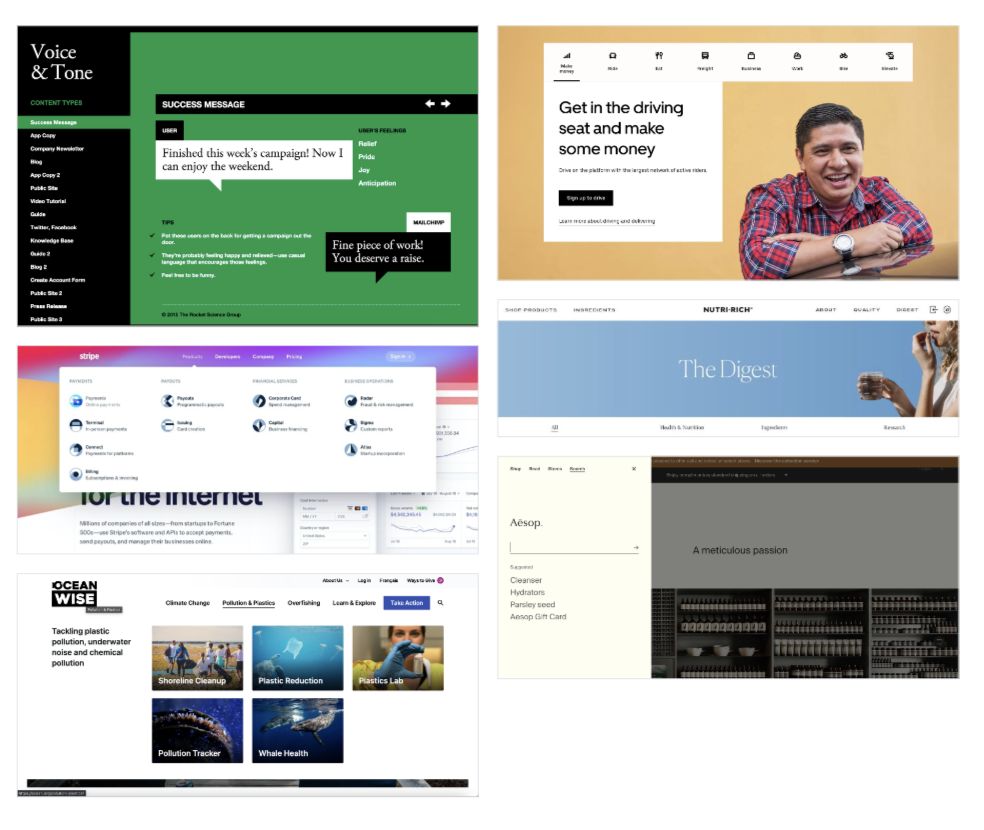 Voice
& Tone
CONTENT TYPES
Success Message
App Copy
Company Newsletter
Blog
App Copy 2
Public Site
Video Tutorial
Guide
Twitter, Facebook
Knowledge Base
Guide 2
Blog 2
Create Account Form
Public Site 2
Press Release
Public Site 3
SUCCESS MESSAGE
USER
Finished this week's campaign! Now I
can enjoy the weekend.
USER'S FEELINGS
Relief
Pride
Joy
Anticipation
TIPS
Pat these users on the back for getting a campaign out the
door.
They're probably feeling happy and relieved—use casual
language that encourages those feelings.
Feel free to be funny.
MAILCHIMP
Fine piece of work!
You deserve a raise.
© 2015 The Rocket Science Group
stripe
Products Developers Company Pricing
Sign in
PAYMENTS
Payments
Online payments
Terminal
In-person payments
Connect
Payments for platforms
Billing
Subscriptions & invoicing
PAYOUTS
Payouts
Programmatic payouts
Issuing
Card creation
FINANCIAL SERVICES
Corporate Card
Spend management
Capital
Business financing
BUSINESS OPERATIONS
Radar
Fraud & risk management
Sigma
Custom reports
Atlas
Startup incorporation
for the internet
Millions of companies of all sizes—from startups to Fortune
500s—use Stripe's software and APIs to accept payments,
send payouts, and manage their businesses online.
Country or region
United States
ZIP
About Us Log in Français Ways to Give
OCEAN
WISE
Climate Change Pollution & Plastics Overfishing Learn & Explore Take Action
Tackling plastic
pollution, underwater
noise and chemical
pollution
Shoreline Cleanup
Plastic Reduction
Plastics Lab
Pollution Tracker
Whale Health
Make
money
Ride
Eat
Freight
Business
Work
Bike
Elevate
Get in the driving
seat and make
some money
Drive on the platform with the largest network of active riders.
Sign up to drive
Learn more about driving and delivering
SHOP PRODUCTS INGREDIENTS NUTRI-RICH ABOUT QUALITY DIGEST
The Digest
All Health & Nutrition Ingredients Research
Shop Read Stores Search
Aēsop.
Suggested
Cleanser
Hydrators
Parsley seed
Aesop Gift Card
A meticulous passion